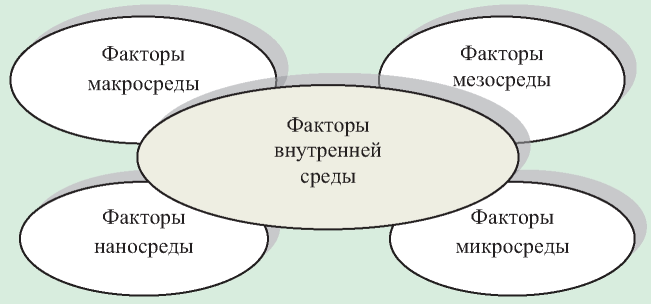 Факторы
макросреды
Факторы
мезосреды
Факторы
внутренней
среды
Факторы
наносреды
Факторы
микросреды